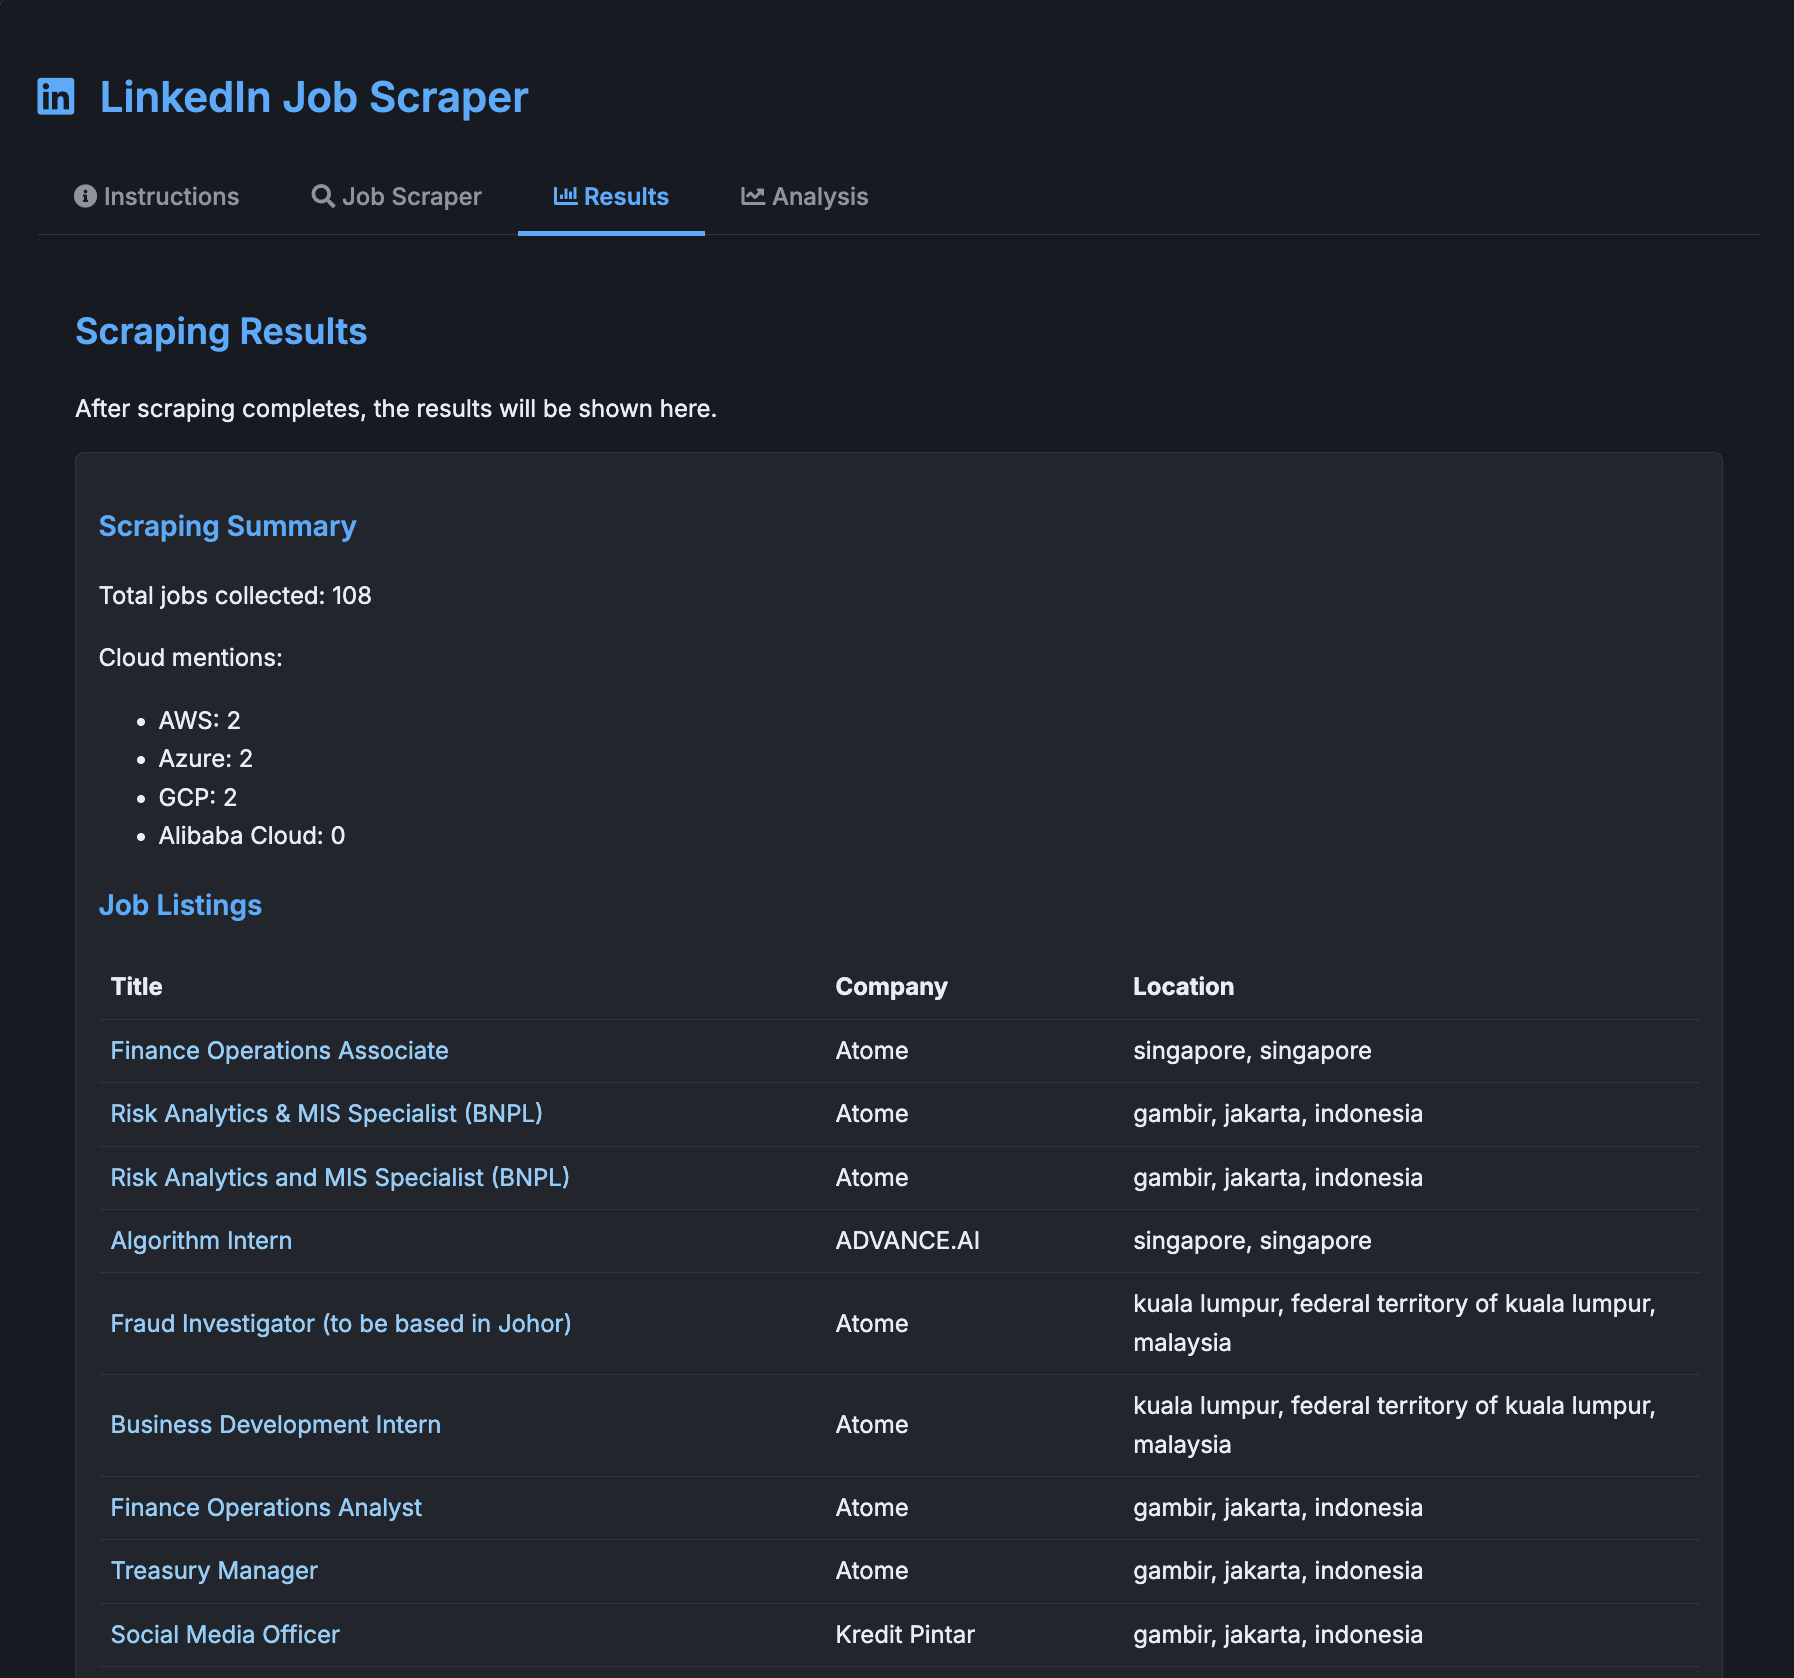 in LinkedIn Job Scraper
Instructions Job Scraper Results Analysis
Scraping Results
After scraping completes, the results will be shown here.
Scraping Summary
Total jobs collected: 108
Cloud mentions:
• AWS: 2
• Azure: 2
• GCP: 2
• Alibaba Cloud: 0
Job Listings
Title Company Location
Finance Operations Associate Atome singapore, singapore
Risk Analytics & MIS Specialist (BNPL) Atome gambir, jakarta, indonesia
Risk Analytics and MIS Specialist (BNPL) Atome gambir, jakarta, indonesia
Algorithm Intern ADVANCE.AI singapore, singapore
Fraud Investigator (to be based in Johor) Atome kuala lumpur, federal territory of kuala lumpur,
malaysia
Business Development Intern Atome kuala lumpur, federal territory of kuala lumpur,
malaysia
Finance Operations Analyst Atome gambir, jakarta, indonesia
Treasury Manager Atome gambir, jakarta, indonesia
Social Media Officer Kredit Pintar gambir, jakarta, indonesia